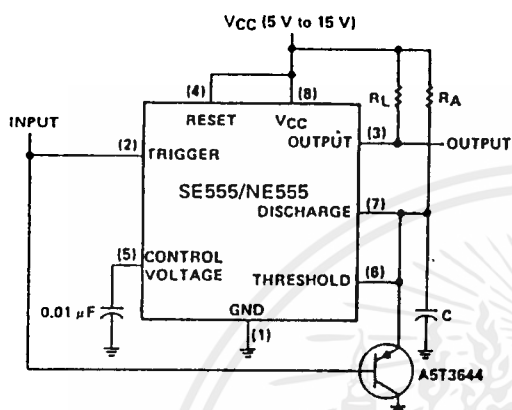 VCC (5 V to 15 V)
(4)
(8)
RL
RA
INPUT
RESET
VCC
(2)
TRIGGER
OUTPUT
(3)
OUTPUT
SE555/NE555
DISCHARGE
(7)
(5)
CONTROL
VOLTAGE
THRESHOLD
(6)
0.01 μF
GND
(1)
C
A5T3644